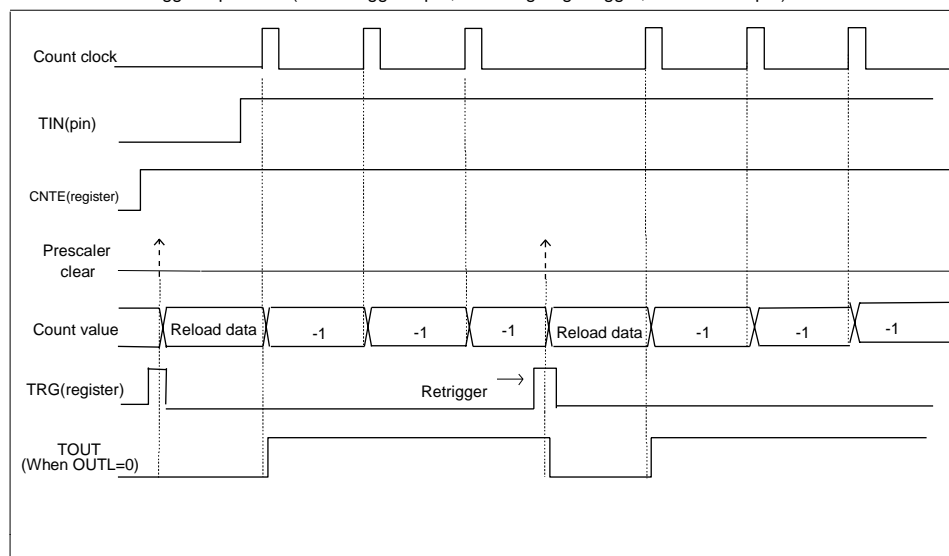 Count clock
TIN(pin)
CNTE(register)
Prescaler
clear
Count value
Reload data
-1
-1
-1
Reload data
-1
-1
-1
TRG(register)
Retrigger
TOUT
(When OUTL=0)